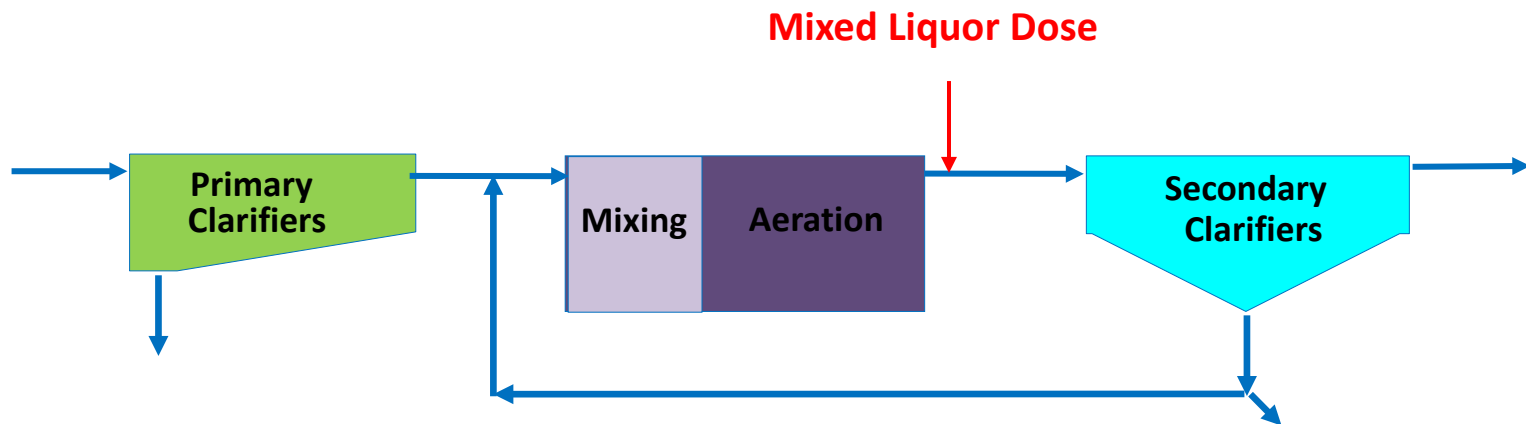 Mixed Liquor Dose
Primary
Clarifiers
Mixing
Aeration
Secondary
Clarifiers